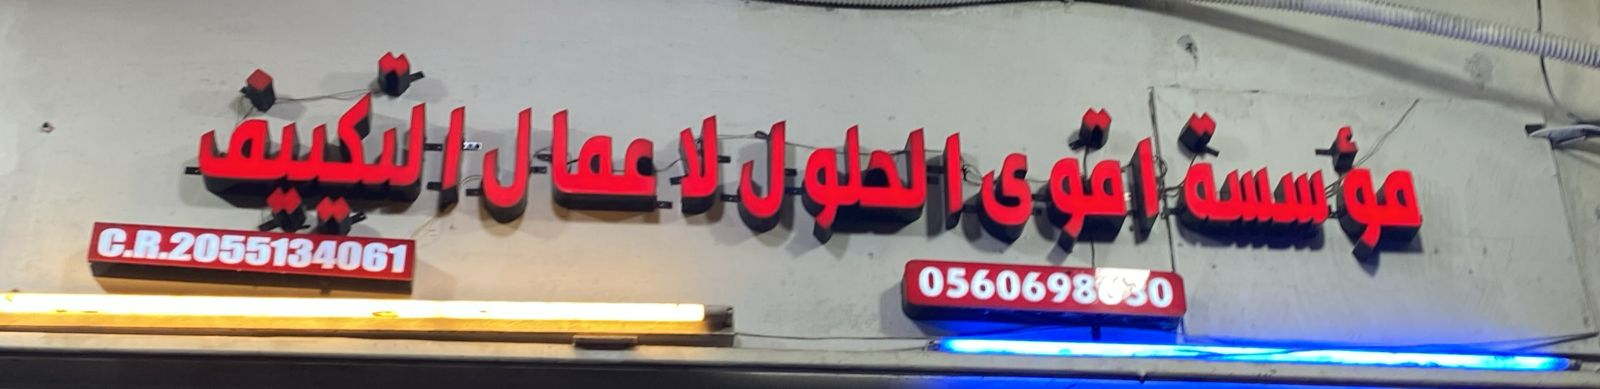 مؤسسة اقوى الحلول لاعمال التكييف
C.R.2055134061